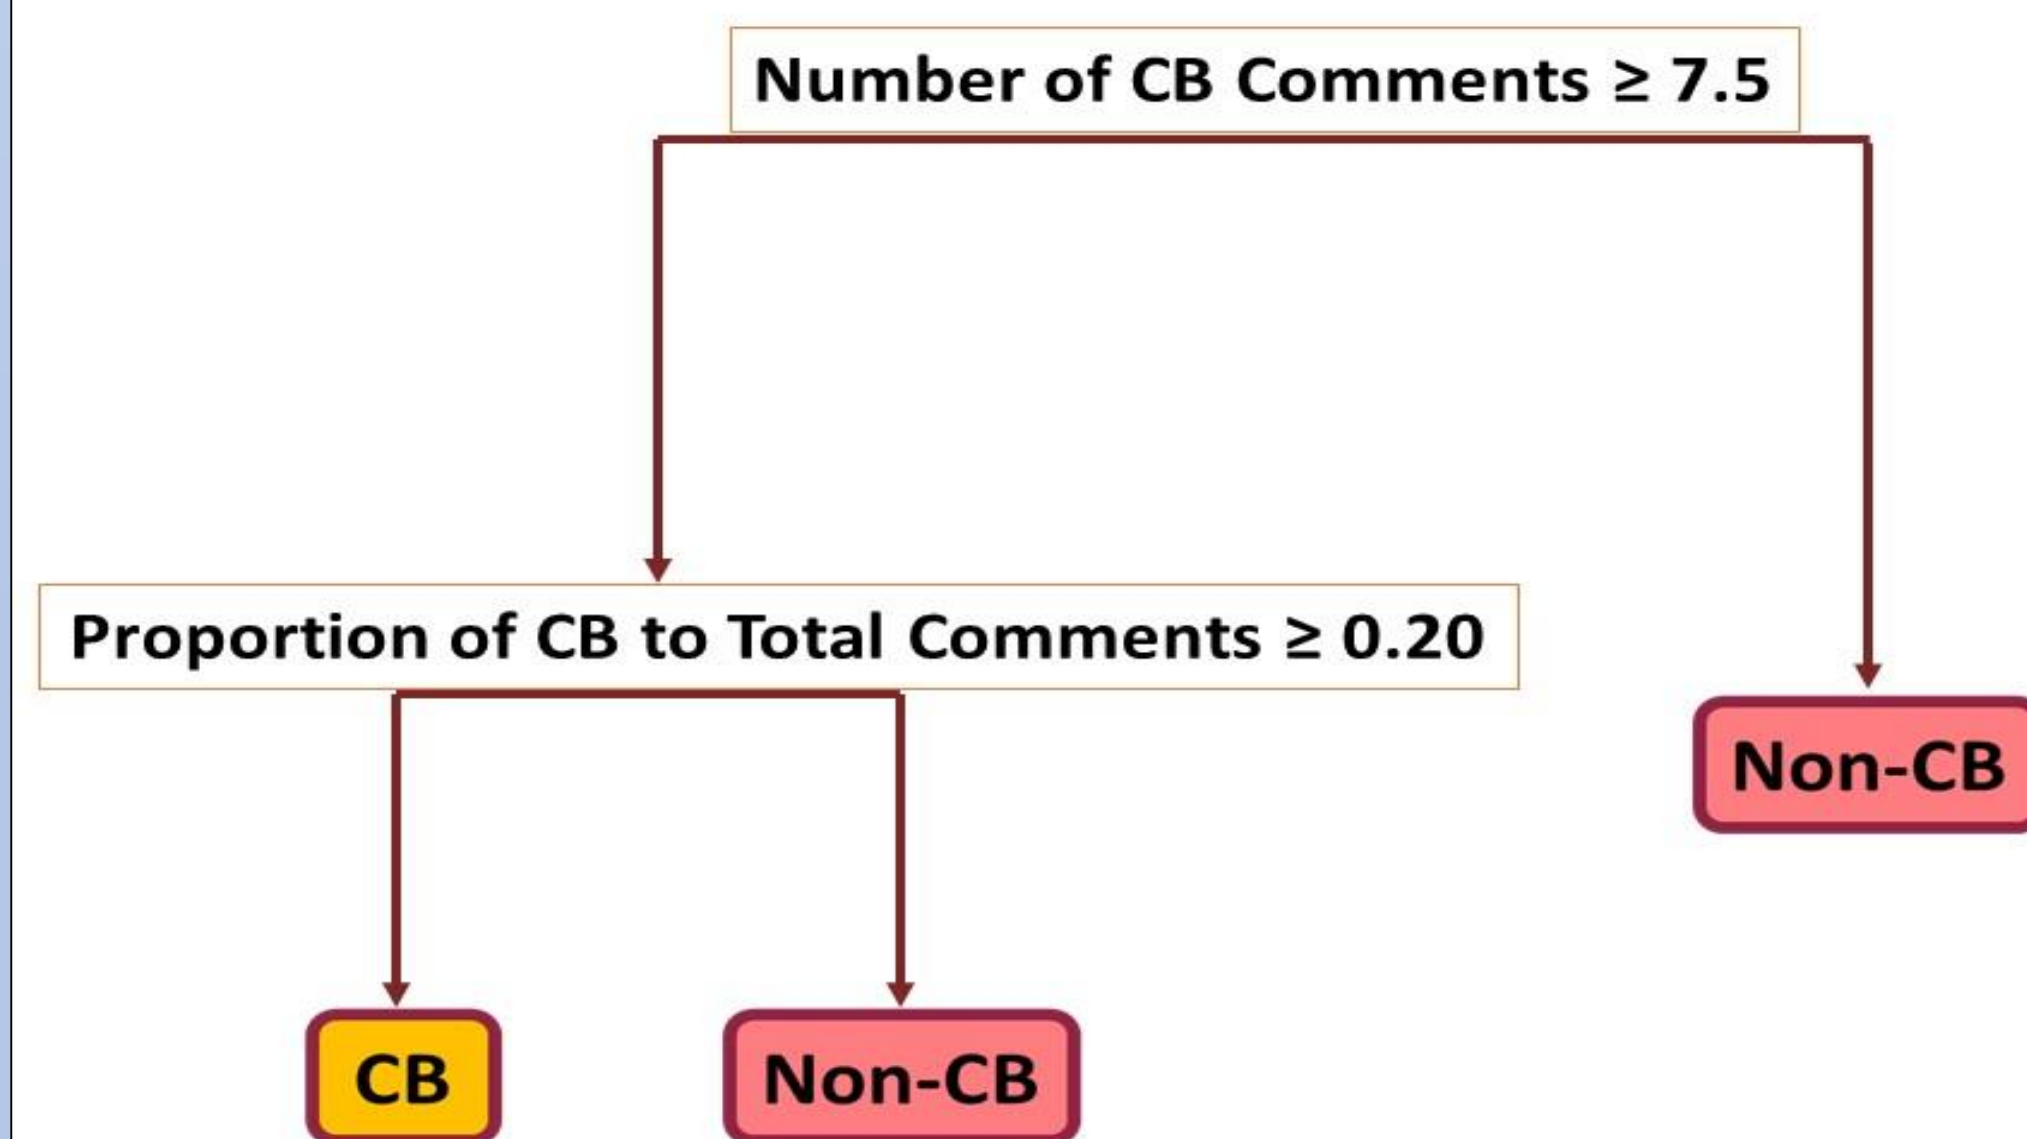 Number of CB Comments ≥ 7.5
Proportion of CB to Total Comments ≥ 0.20
Non-CB
CB
Non-CB